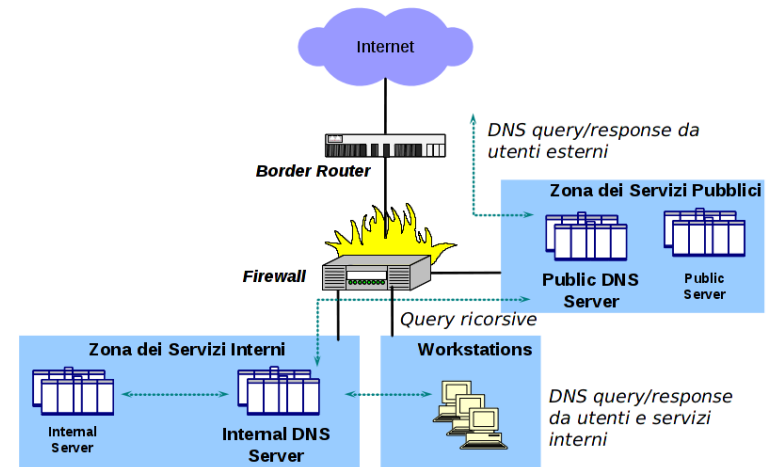 Internet
DNS query/response da
utenti esterni
Border Router
Zona dei Servizi Pubblici
Firewall
Public DNS
Server
Public
Server
Query ricorsive
Zona dei Servizi Interni
Workstations
Internal
Server
Internal DNS
Server
DNS query/response
da utenti e servizi
interni